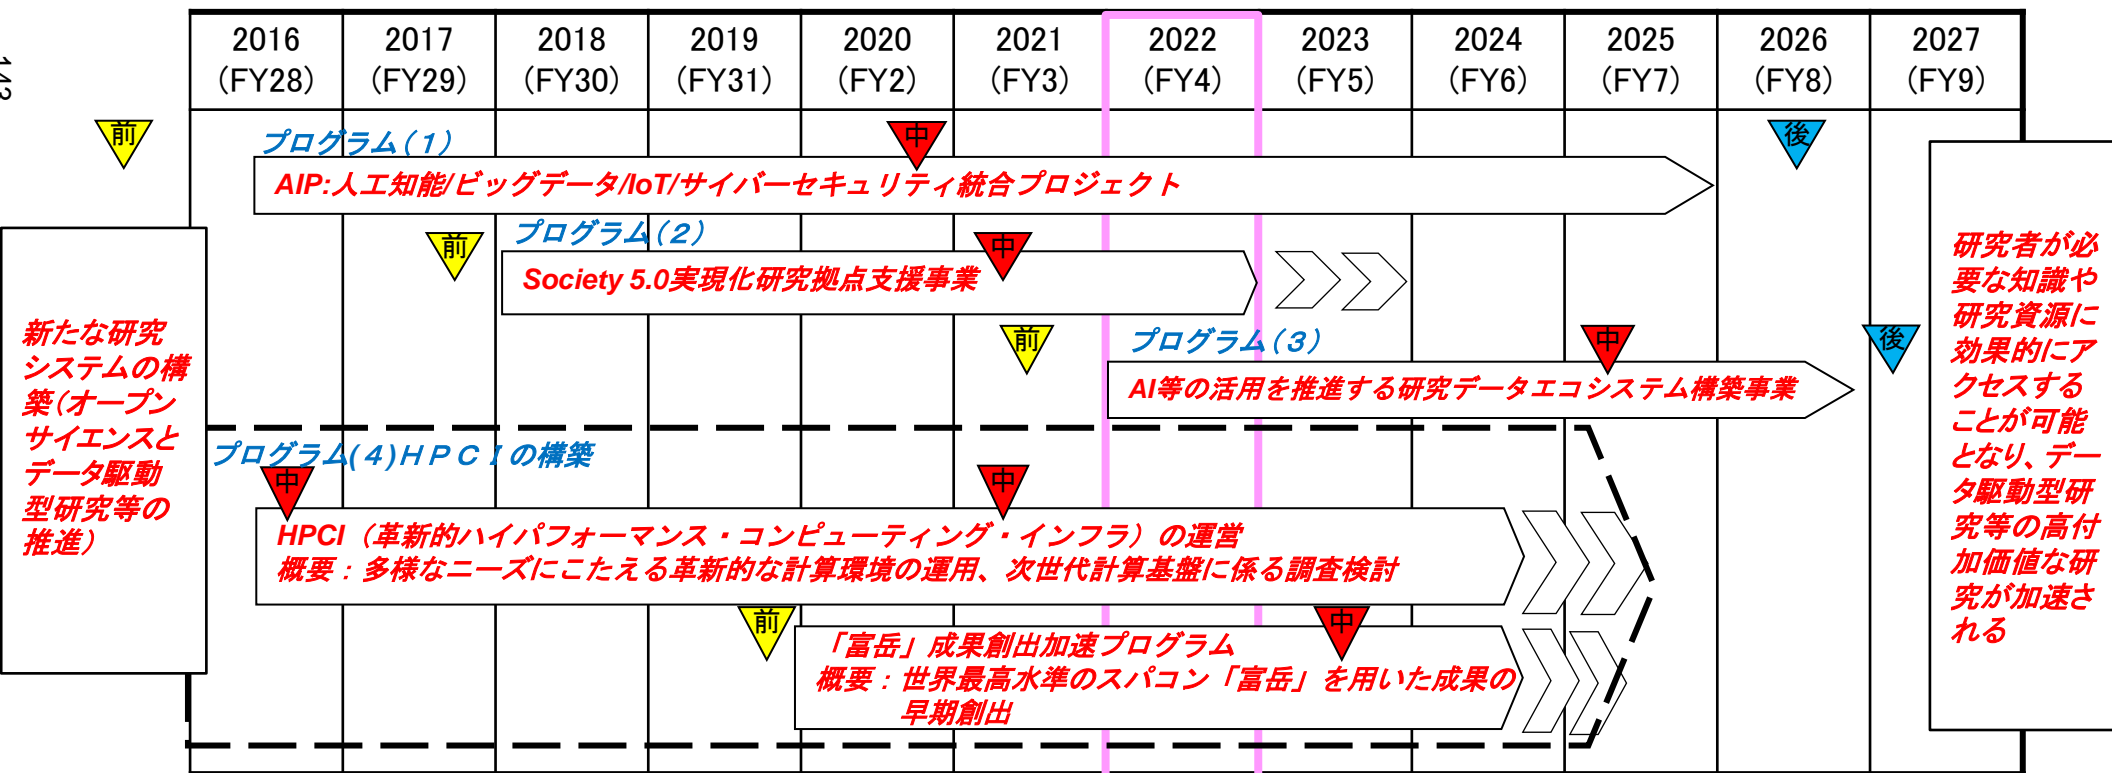 143
2016
(FY28)
2017
(FY29)
2018
(FY30)
2019
(FY31)
2020
(FY2)
2021
(FY3)
2022
(FY4)
2023
(FY5)
2024
(FY6)
2025
(FY7)
2026
(FY8)
2027
(FY9)
前
プログラム(1)
中
後
AIP:人工知能/ビッグデータ/IoT/サイバーセキュリティ統合プロジェクト
前
プログラム(2)
中
Society 5.0実現化研究拠点支援事業
前
プログラム(3)
中
後
AI等の活用を推進する研究データエコシステム構築事業
新たな研究
システムの構
築(オープン
サイエンスと
データ駆動
型研究等の
推進)
プログラム(4)HPCIの構築
中
中
HPCI(革新的ハイパフォーマンス・コンピューティング・インフラ)の運営
概要:多様なニーズにこたえる革新的な計算環境の運用、次世代計算基盤に係る調査検討
前
中
「富岳」成果創出加速プログラム
概要:世界最高水準のスパコン「富岳」を用いた成果の
早期創出
研究者が必
要な知識や
研究資源に
効果的にア
クセスする
ことが可能
となり、デー
タ駆動型研
究等の高付
加価値な研
究が加速さ
れる